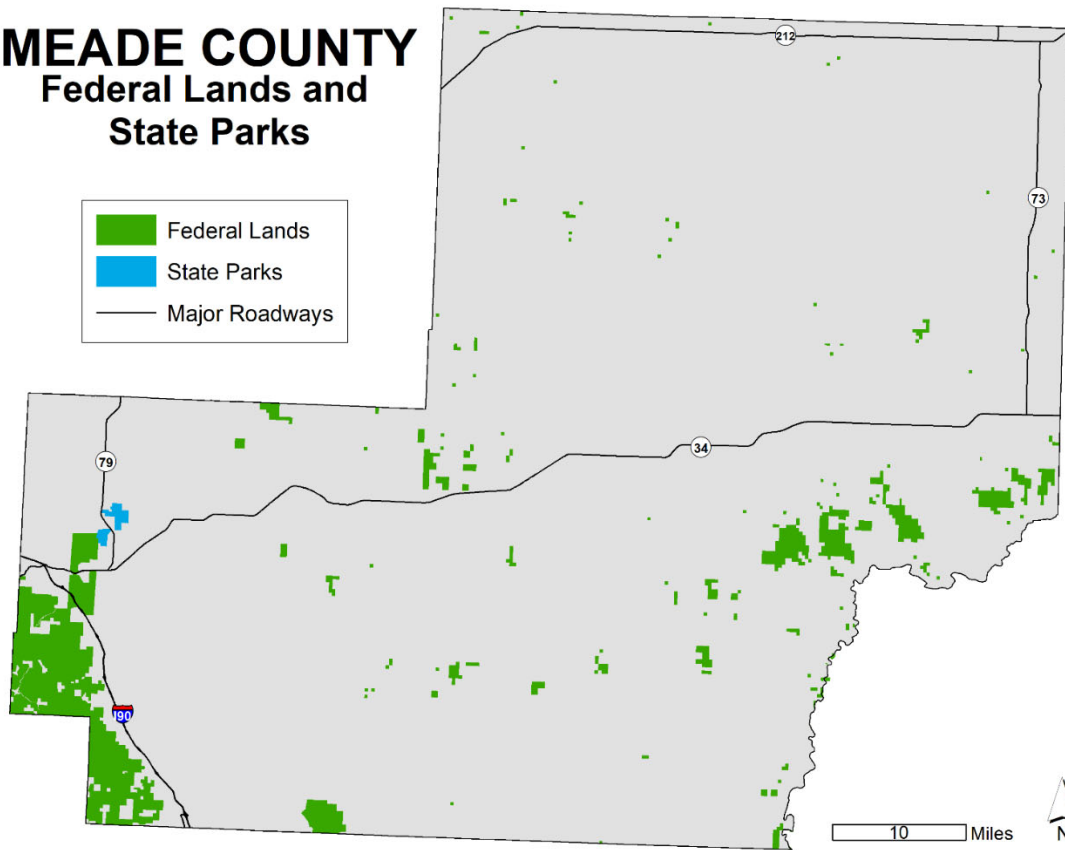 MEADE COUNTY
Federal Lands and
State Parks
Federal Lands
State Parks
Major Roadways
212
73
79
34
I90
10 Miles
N